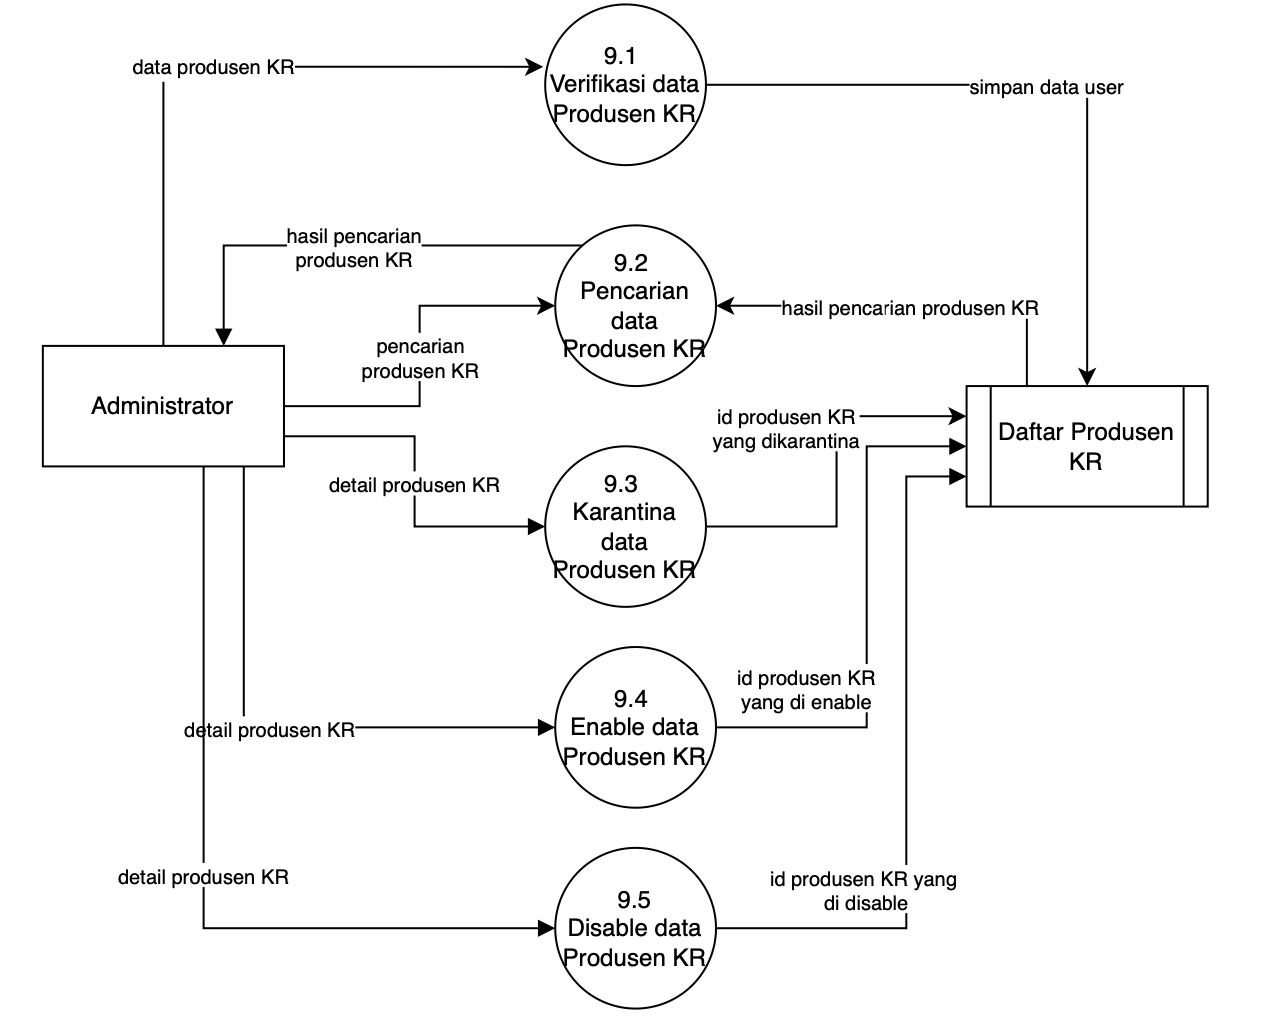 data produsen KR
9.1
Verifikasi data
Produsen KR
simpan data user
hasil pencarian
produsen KR
9.2
Pencarian
data
Produsen KR
hasil pencarian produsen KR
pencarian
produsen KR
Administrator
Daftar Produsen
KR
id produsen KR
yang dikarantina
detail produsen KR
9.3
Karantina
data
Produsen KR
id produsen KR
yang di enable
9.4
Enable data
Produsen KR
detail produsen KR
detail produsen KR
id produsen KR yang
di disable
9.5
Disable data
Produsen KR